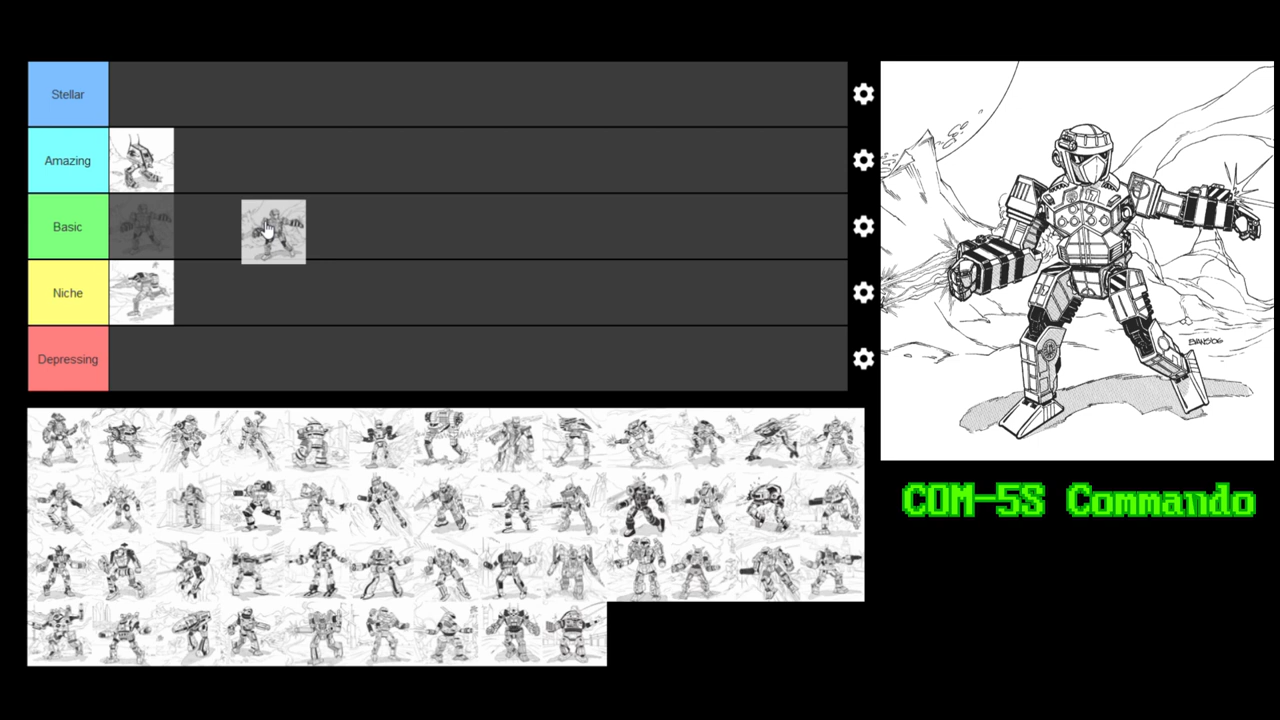 Stellar
Amazing
Basic
Niche
Depressing
COM-5S Commando